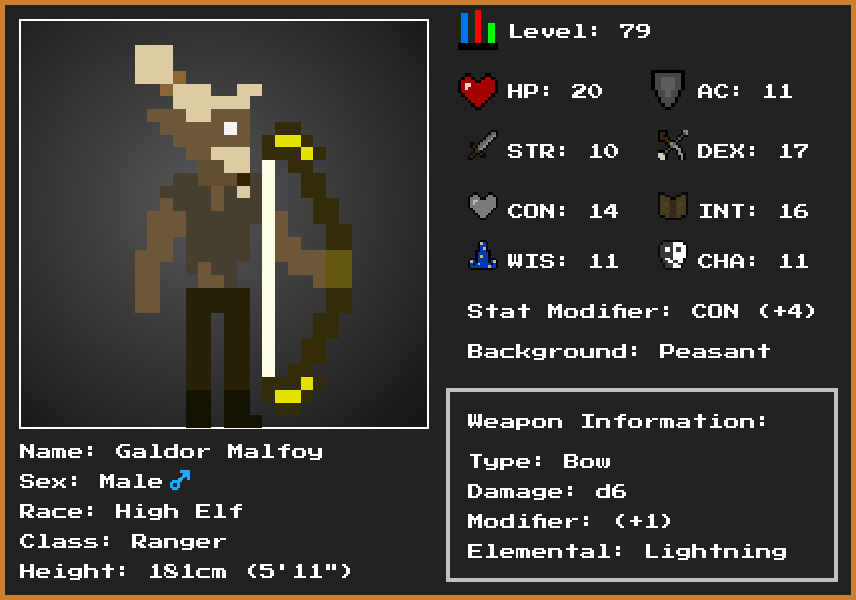 Level: 79
HP: 20
AC: 11
STR: 10
DEX: 17
CON: 14
INT: 16
WIS: 11
CHA: 11
Stat Modifier: CON (+4)
Background: Peasant
Weapon Information:
Type: Bow
Damage: d6
Modifier: (+1)
Elemental: Lightning
Name: Galdor Malfoy
Sex: Male♂
Race: High Elf
Class: Ranger
Height: 181cm (5'11")